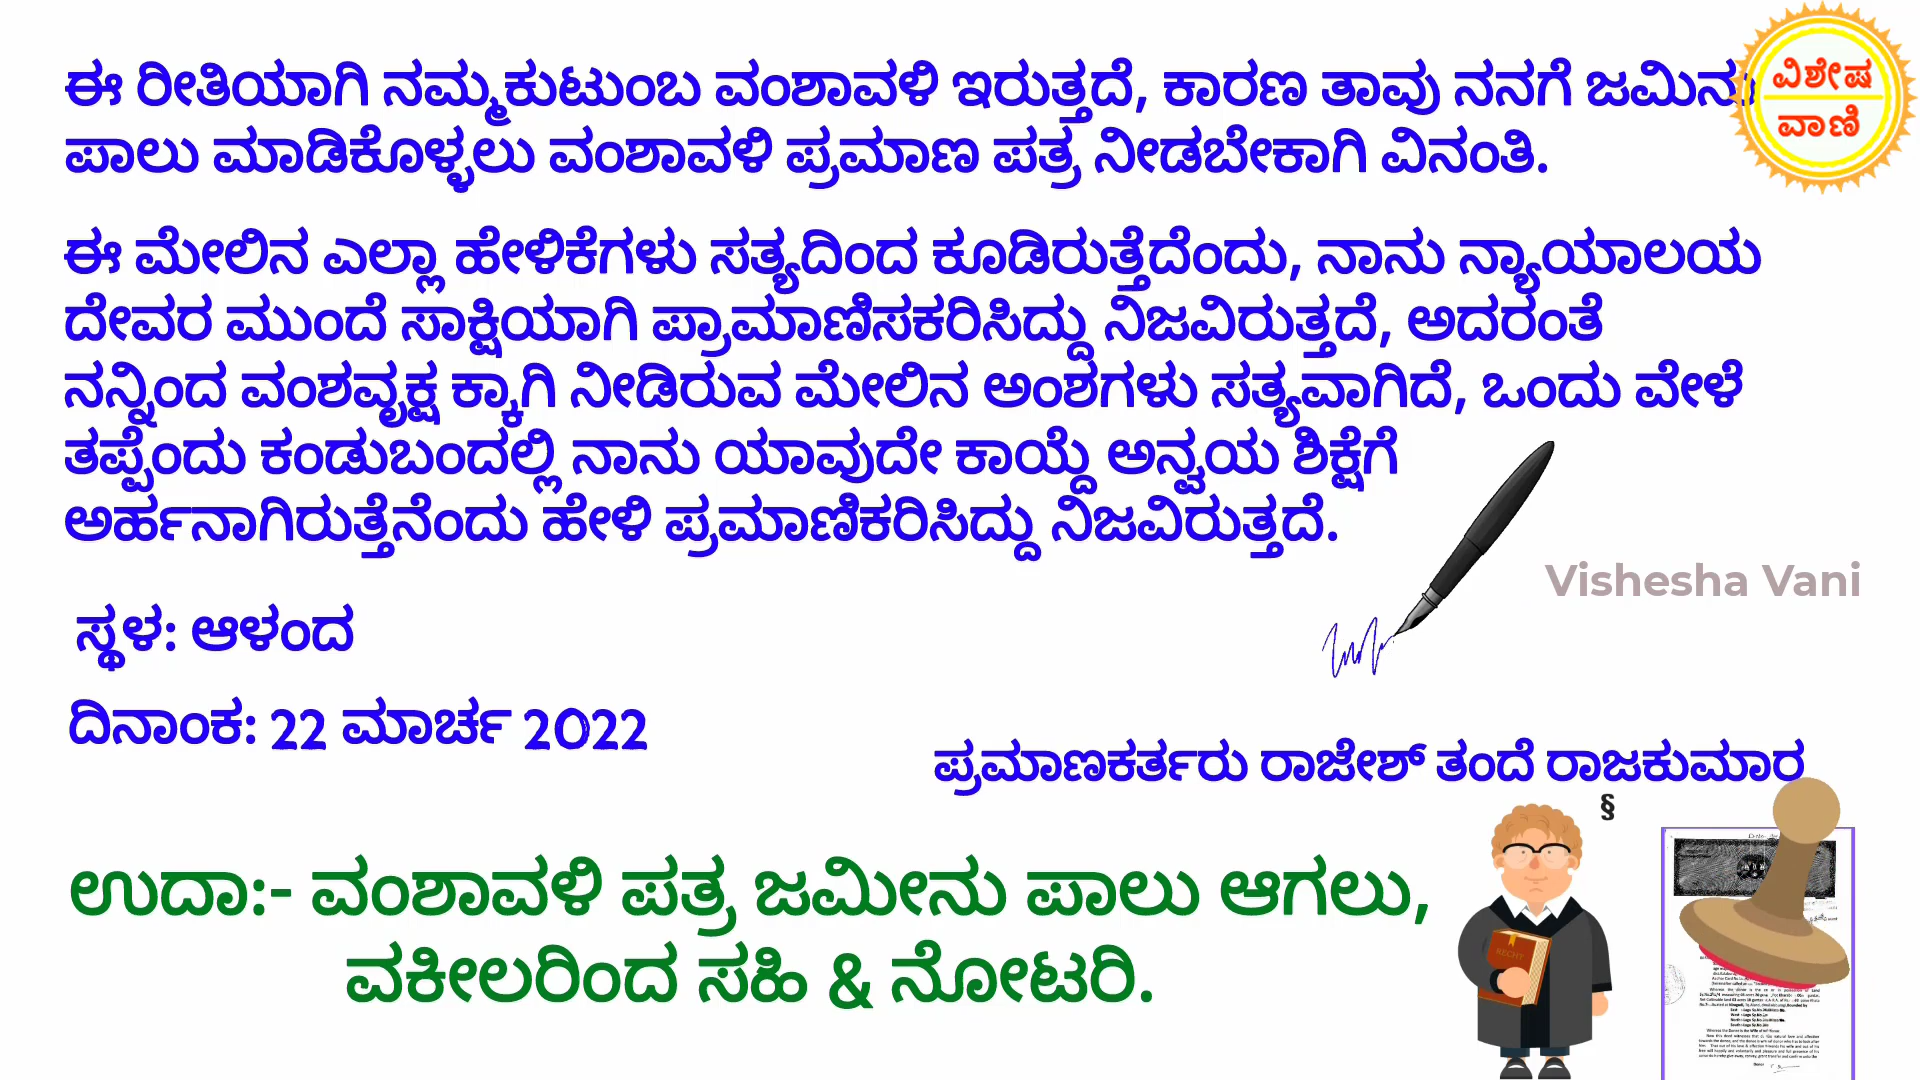 ಈ ರೀತಿಯಾಗಿ ನಮ್ಮಕುಟುಂಬ ವಂಶಾವಳಿ ಇರುತ್ತದೆ, ಕಾರಣ ತಾವು ನನಗೆ ಜಮಿನು
ಪಾಲು ಮಾಡಿಕೊಳ್ಳಲು ವಂಶಾವಳಿ ಪ್ರಮಾಣ ಪತ್ರ ನೀಡಬೇಕಾಗಿ ವಿನಂತಿ.
ವಿಶೇಷ
ವಾಣಿ
ಈ ಮೇಲಿನ ಎಲ್ಲಾ ಹೇಳಿಕೆಗಳು ಸತ್ಯದಿಂದ ಕೂಡಿರುತ್ತೆದೆಂದು, ನಾನು ನ್ಯಾಯಾಲಯ
ದೇವರ ಮುಂದೆ ಸಾಕ್ಷಿಯಾಗಿ ಪ್ರಾಮಾಣಿಸಕರಿಸಿದ್ದು ನಿಜವಿರುತ್ತದೆ, ಅದರಂತೆ
ನನ್ನಿಂದ ವಂಶವೃಕ್ಷ ಕ್ಕಾಗಿ ನೀಡಿರುವ ಮೇಲಿನ ಅಂಶಗಳು ಸತ್ಯವಾಗಿದೆ, ಒಂದು ವೇಳೆ
ತಪ್ಪೆಂದು ಕಂಡುಬಂದಲ್ಲಿ ನಾನು ಯಾವುದೇ ಕಾಯ್ದೆ ಅನ್ವಯ ಶಿಕ್ಷೆಗೆ
ಅರ್ಹನಾಗಿರುತ್ತೆನೆಂದು ಹೇಳಿ ಪ್ರಮಾಣಿಕರಿಸಿದ್ದು ನಿಜವಿರುತ್ತದೆ.
Vishesha Vani
ಸ್ಥಳ: ಆಳಂದ
ದಿನಾಂಕ: 22 ಮಾರ್ಚ 2022
ಪ್ರಮಾಣಕರ್ತರು ರಾಜೇಶ್ ತಂದೆ ರಾಜಕುಮಾರ
§
ಉದಾ:- ವಂಶಾವಳಿ ಪತ್ರ ಜಮೀನು ಪಾಲು ಆಗಲು,
ವಕೀಲರಿಂದ ಸಹಿ & ನೋಟರಿ.
RECHT